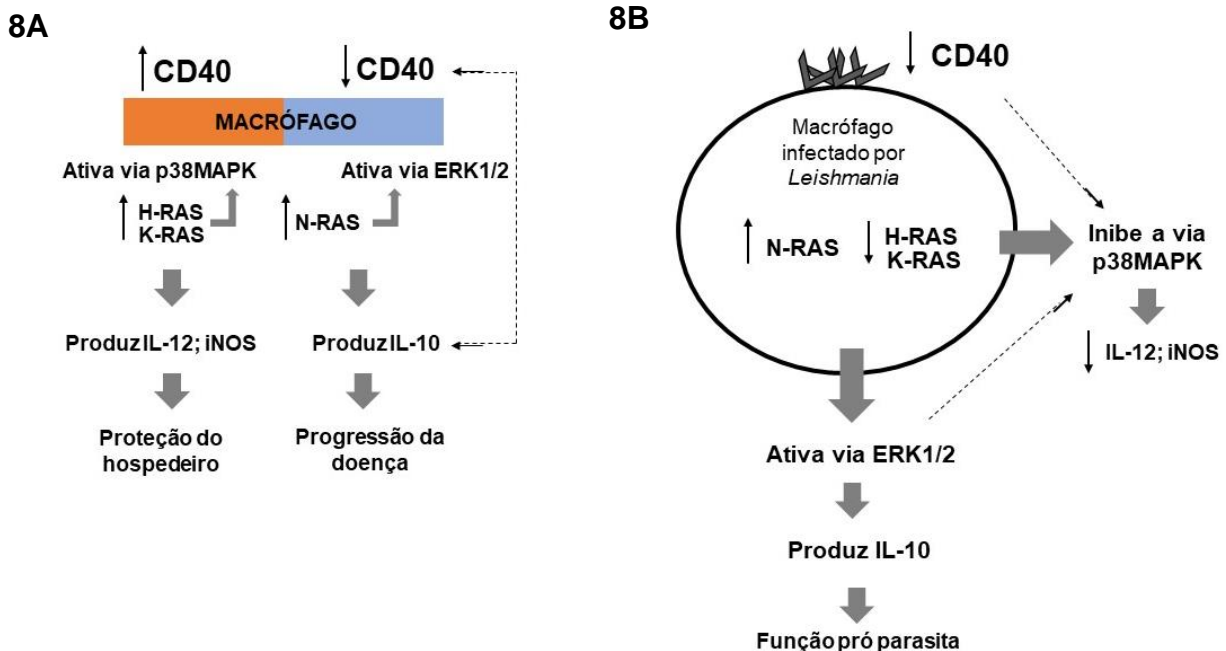 8A
CD40
CD40
MACRÓFAGO
Ativa via p38MAPK
Ativa via ERK1/2
H-RAS
K-RAS
N-RAS
Produz IL-12; iNOS
Produz IL-10
Proteção do
hospedeiro
Progressão da
doença
8B
CD40
Macrófago
infectado por
Leishmania
N-RAS
H-RAS
K-RAS
Inibe a via
p38MAPK
IL-12; iNOS
Ativa via ERK1/2
Produz IL-10
Função pró parasita